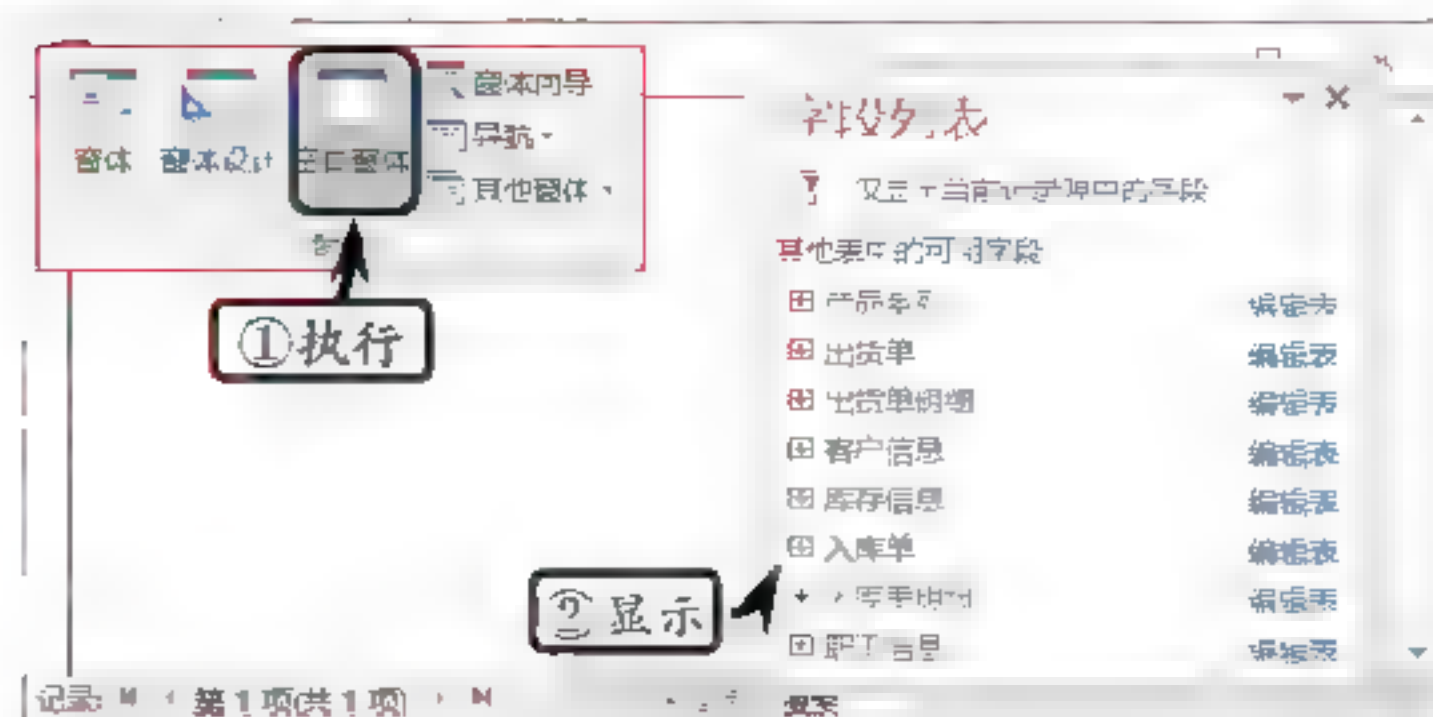 窗体 窗体设计 空白窗体
窗体向导
导航
其他窗体
①执行
字段列表
仅显示当前记录源中的字段
其他表中的可用字段
编辑表
出货单 编辑表
出货单明细 编辑表
客户信息 编辑表
库存信息 编辑表
入库单 编辑表
入库单明细 编辑表
职工信息 编辑表
②显示
记录: 第1项(共1项)